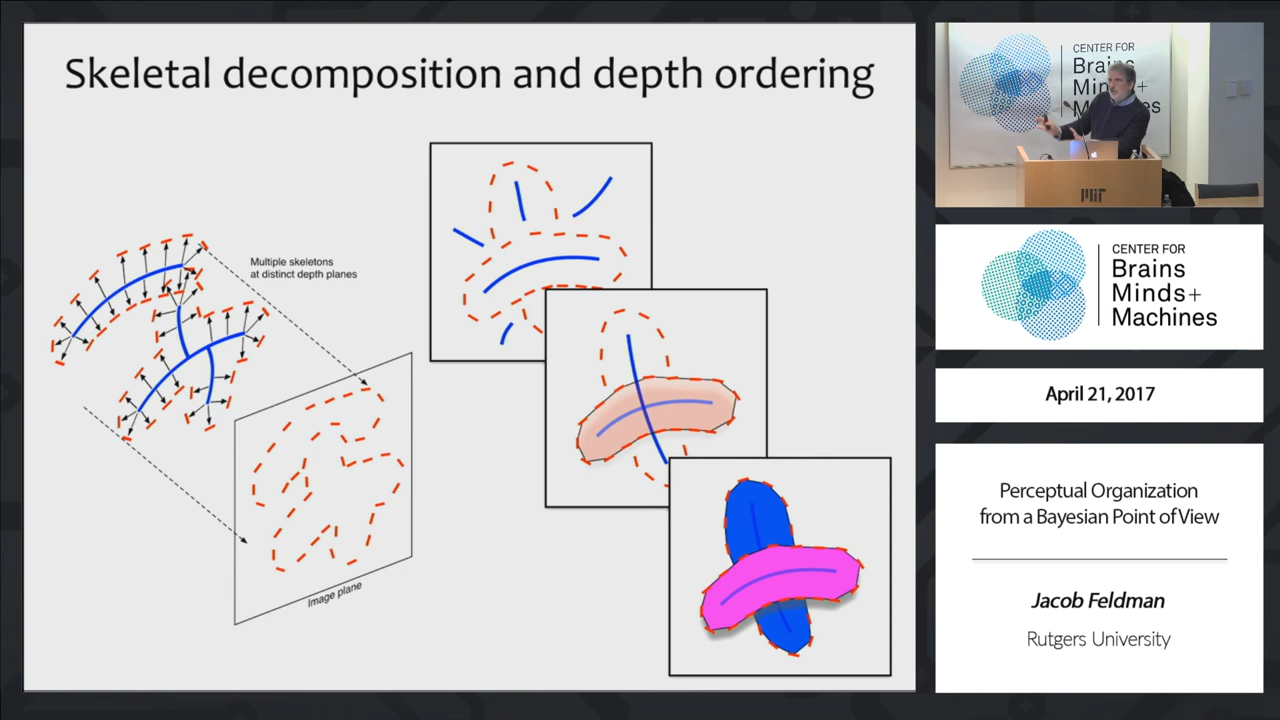 Skeletal decomposition and depth ordering
Multiple skeletons
at distinct depth planes
Image plane
CENTER FOR
Brains
Minds+
Machines
MIT
CENTER FOR
Brains
Minds+
Machines
April 21, 2017
Perceptual Organization
from a Bayesian Point of View
Jacob Feldman
Rutgers University